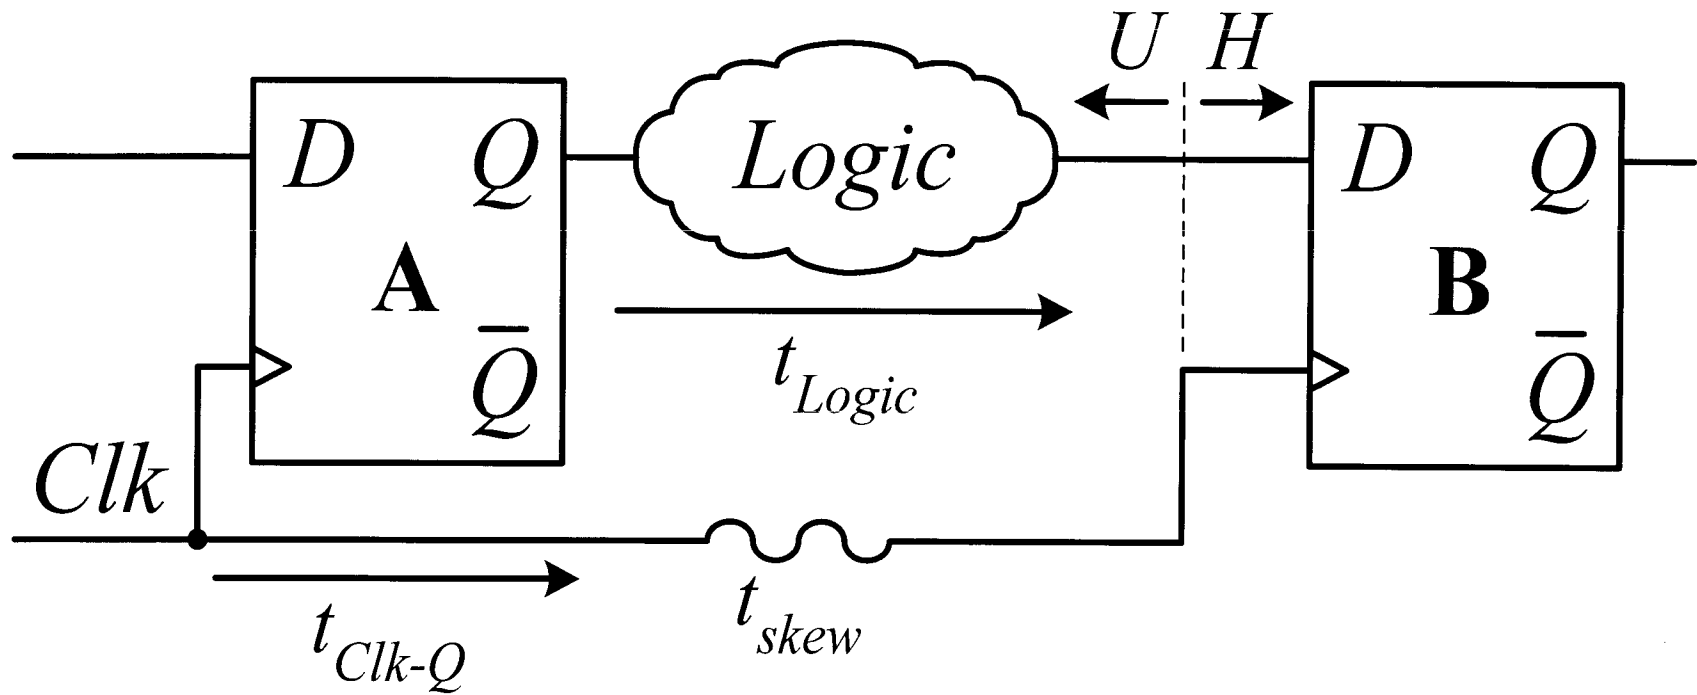 U H
D Q Logic D Q
A B
Q̅ t_Logic Q̅
Clk
t_Clk-Q t_skew